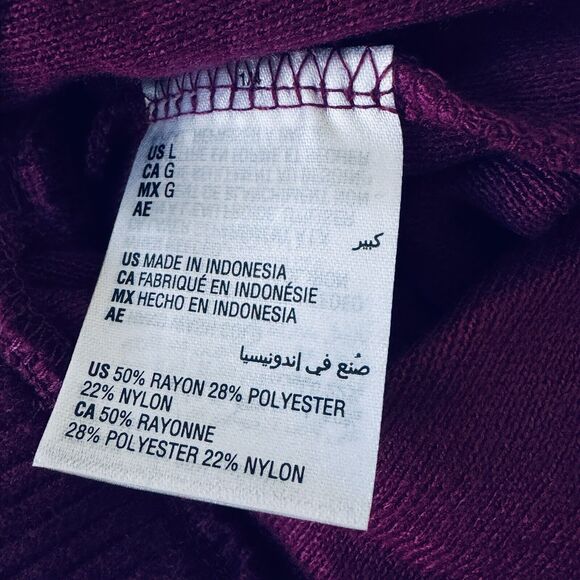 US L
CA G
MX G
AE
كبير
US MADE IN INDONESIA
CA FABRIQUÉ EN INDONÉSIE
MX HECHO EN INDONESIA
AE
صُنع في إندونيسيا
US 50% RAYON 28% POLYESTER
22% NYLON
CA 50% RAYONNE
28% POLYESTER 22% NYLON